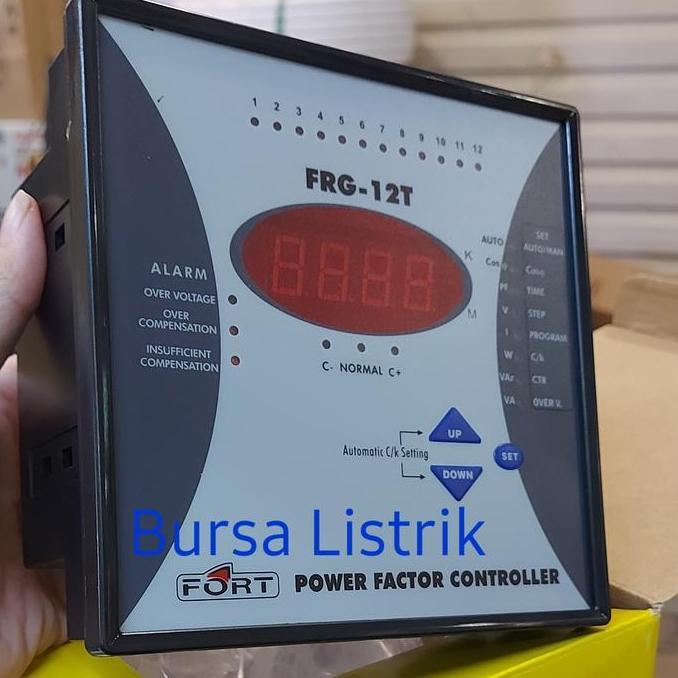 1 2 3 4 5 6 7 8 9 10 11 12
FRG-12T
ALARM
OVER VOLTAGE
OVER
COMPENSATION
INSUFFICIENT
COMPENSATION
K
M
C- NORMAL C+
AUTO
SET
AUTO/MAN
Cos φ
Cosφ
PF
TIME
V
STEP
I
PROGRAM
W
C/k
VAr
CTR
VA
OVER V.
Automatic C/k Setting
UP
DOWN
SET
Bursa Listrik
FORT
POWER FACTOR CONTROLLER